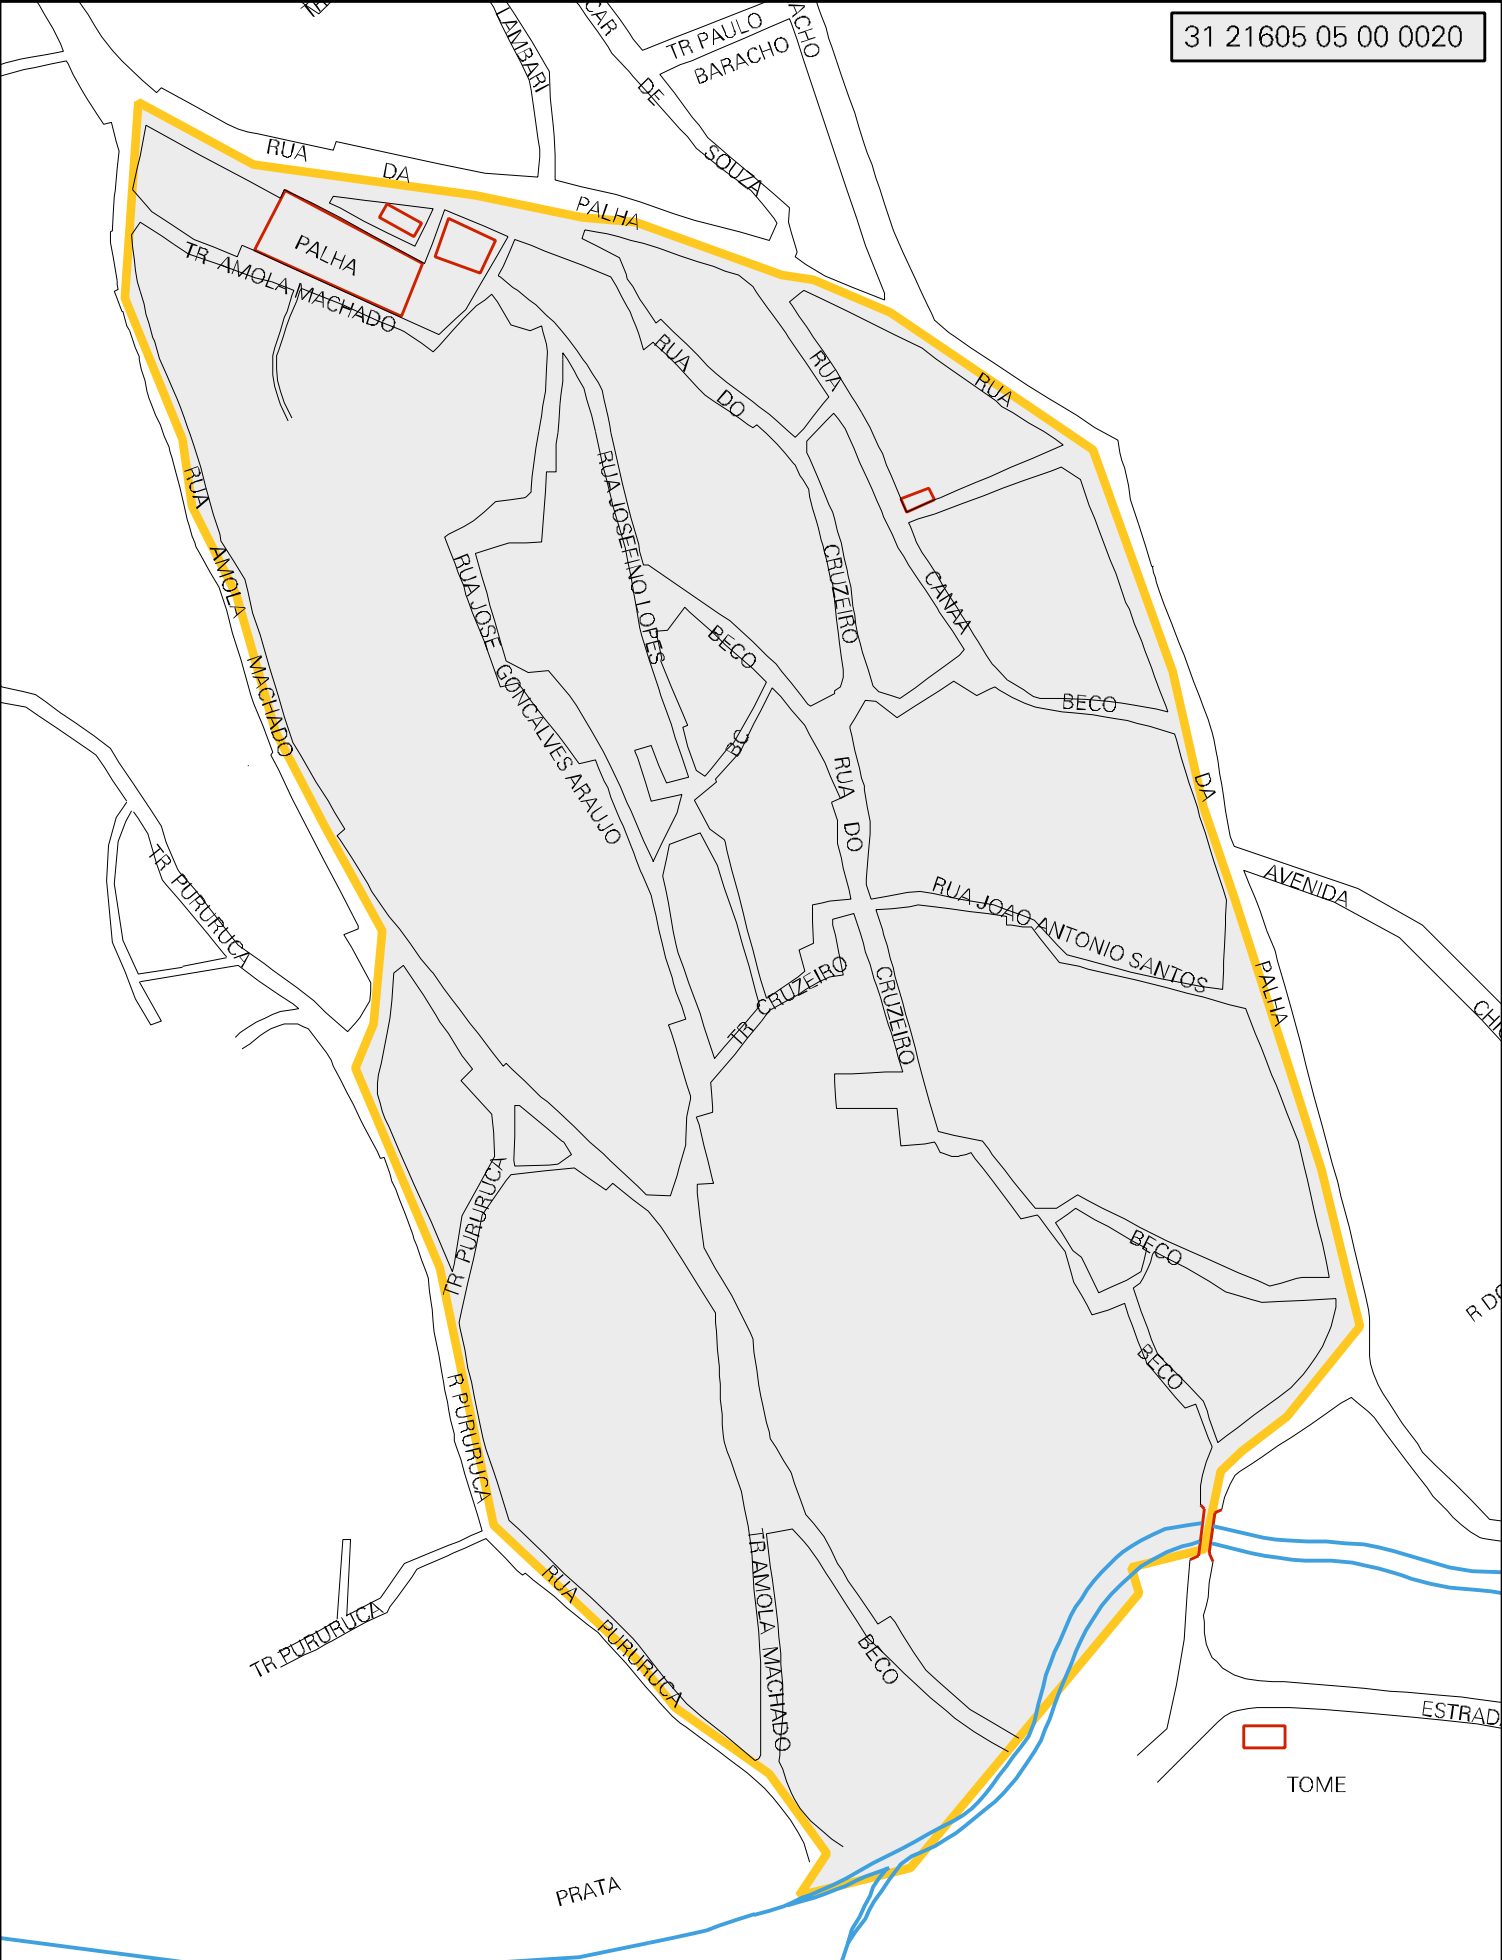 31 21605 05 00 0020
LAMBARI
CAR
DE
SOUZA
TR PAULO
BARACHO
ACHO
RUA
DA
PALHA
PALHA
TR AMOLA MACHADO
RUA
DO
CRUZEIRO
RUA
CANAA
RUA
DA
PALHA
RUA
AMOLA
MACHADO
RUA JOSEFINO LOPES
RUA JOSE GONCALVES ARAUJO
BECO
BECO
BC
RUA
DO
CRUZEIRO
RUA JOAO ANTONIO SANTOS
AVENIDA
TR PURURUCA
TR CRUZEIRO
TR PURURUCA
BECO
BECO
R PURURUCA
TR PURURUCA
RUA
PURURUCA
TR AMOLA MACHADO
BECO
ESTRAD
TOME
PRATA